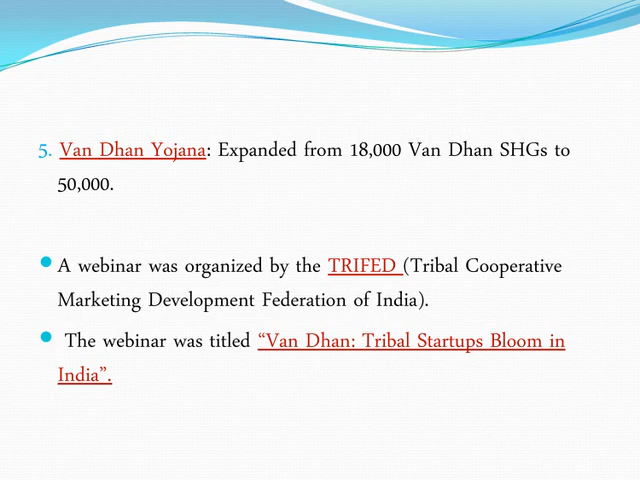 5. Van Dhan Yojana: Expanded from 18,000 Van Dhan SHGs to
50,000.
A webinar was organized by the TRIFED (Tribal Cooperative
Marketing Development Federation of India).
The webinar was titled “Van Dhan: Tribal Startups Bloom in
India”.